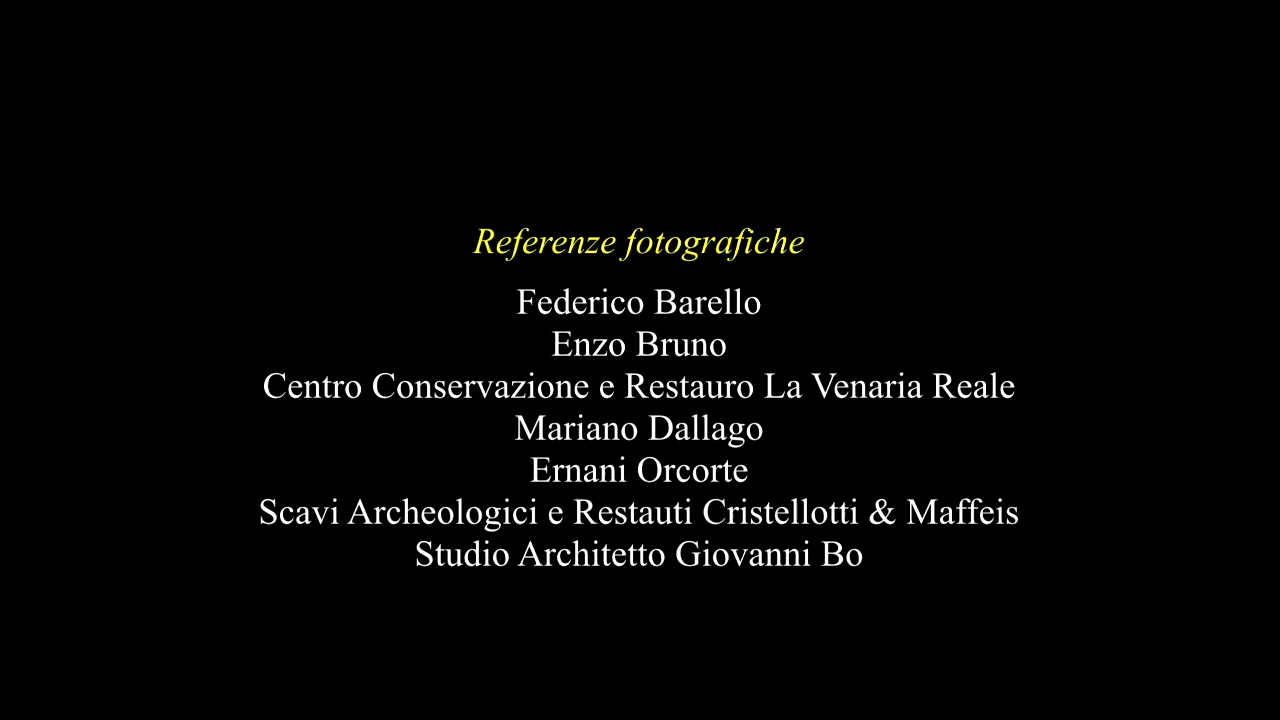 Referenze fotografiche
Federico Barello
Enzo Bruno
Centro Conservazione e Restauro La Venaria Reale
Mariano Dallago
Ernani Orcorte
Scavi Archeologici e Restauti Cristellotti & Maffeis
Studio Architetto Giovanni Bo